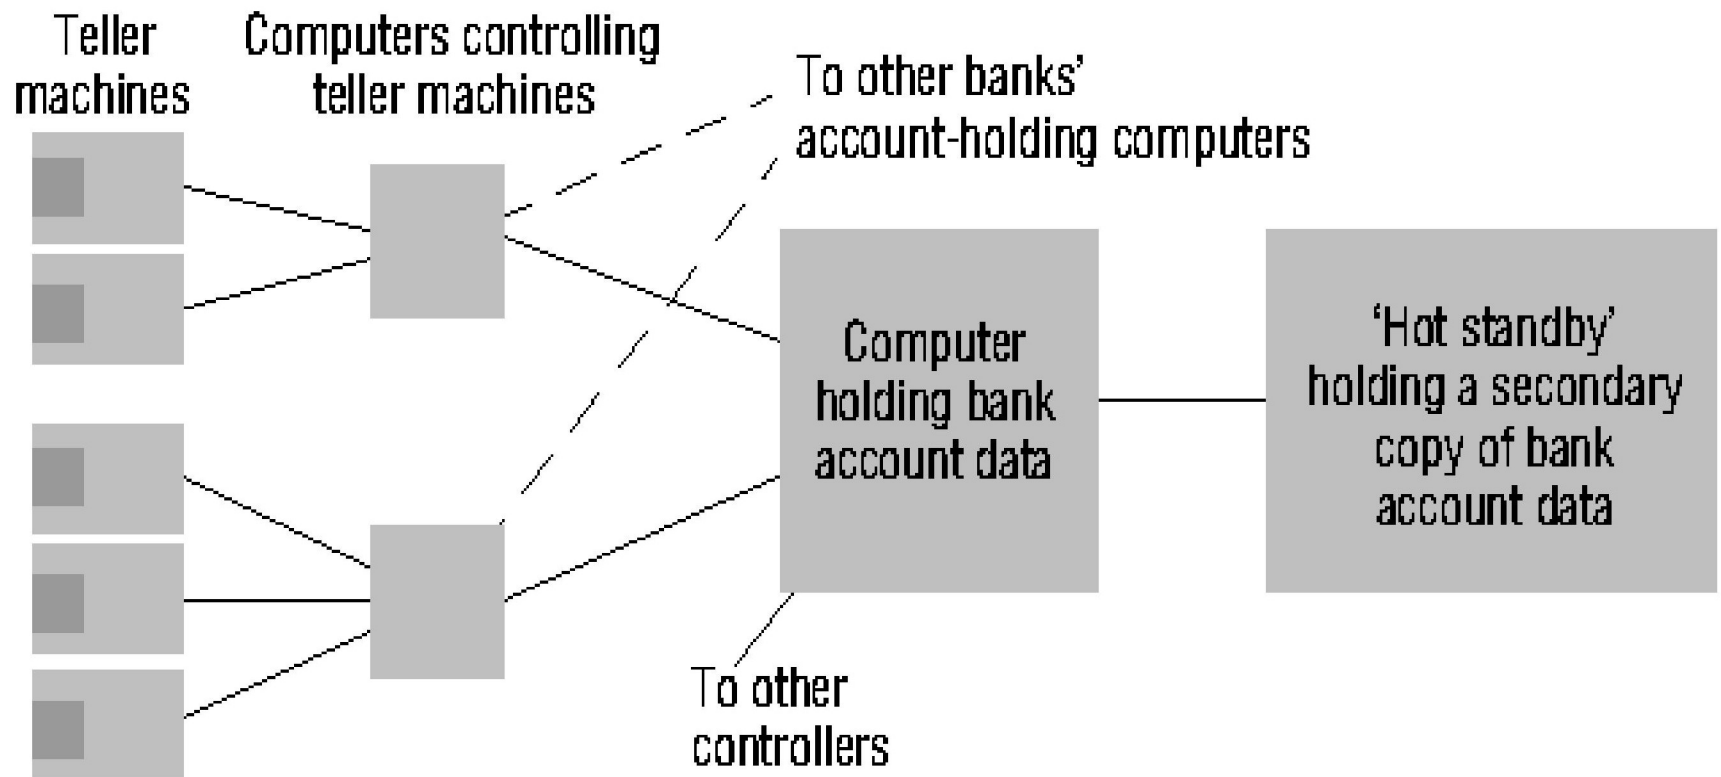 Teller
machines
Computers controlling
teller machines
To other banks’
account-holding computers
Computer
holding bank
account data
‘Hot standby’
holding a secondary
copy of bank
account data
To other
controllers